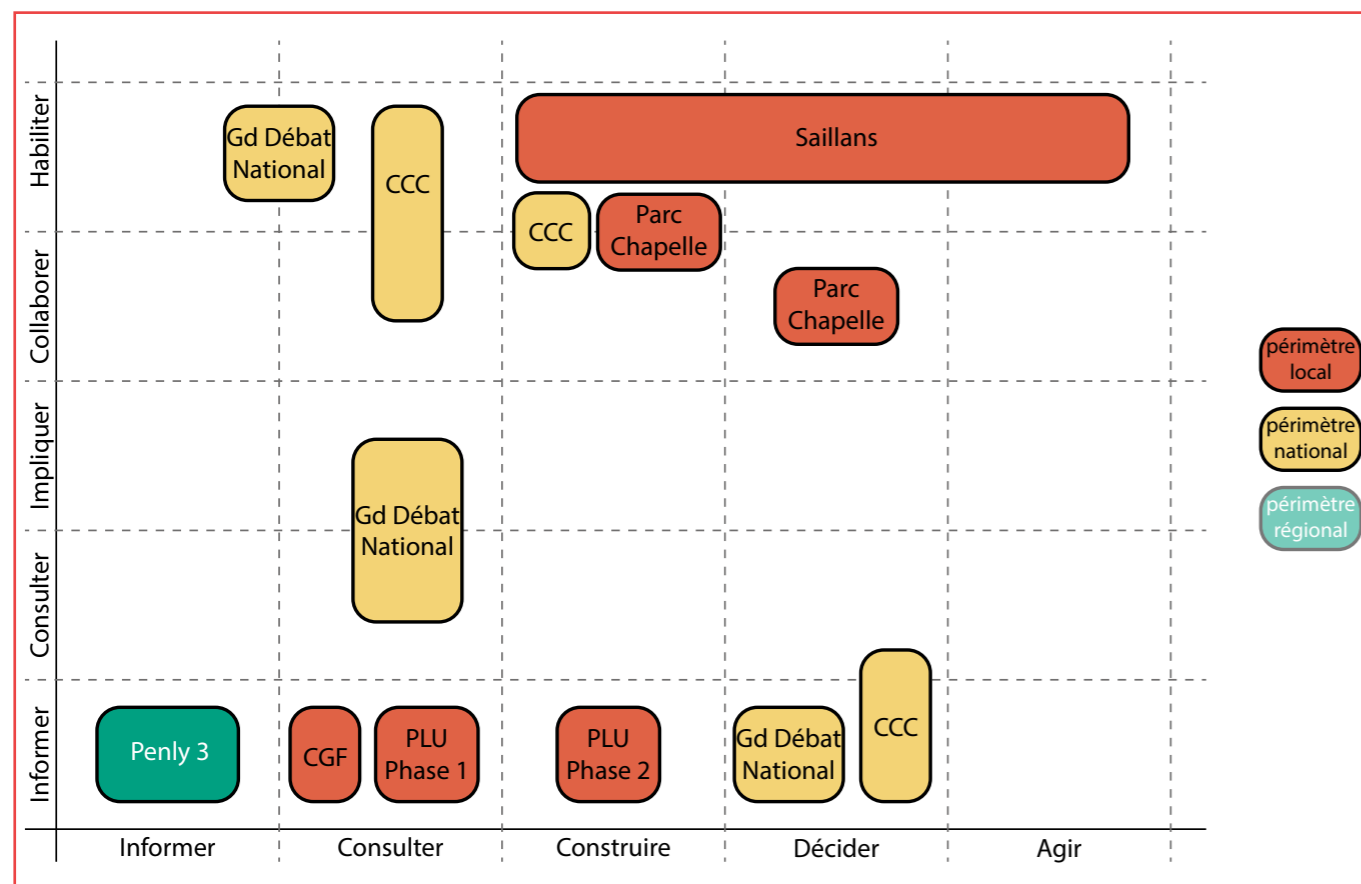 Habiliter
Collaborer
Impliquer
Consulter
Informer
Gd Débat
National
CCC
Saillans
CCC
Parc
Chapelle
Parc
Chapelle
Gd Débat
National
Penly 3
CGF
PLU
Phase 1
PLU
Phase 2
Gd Débat
National
CCC
Informer
Consulter
Construire
Décider
Agir
périmètre
local
périmètre
national
périmètre
régional